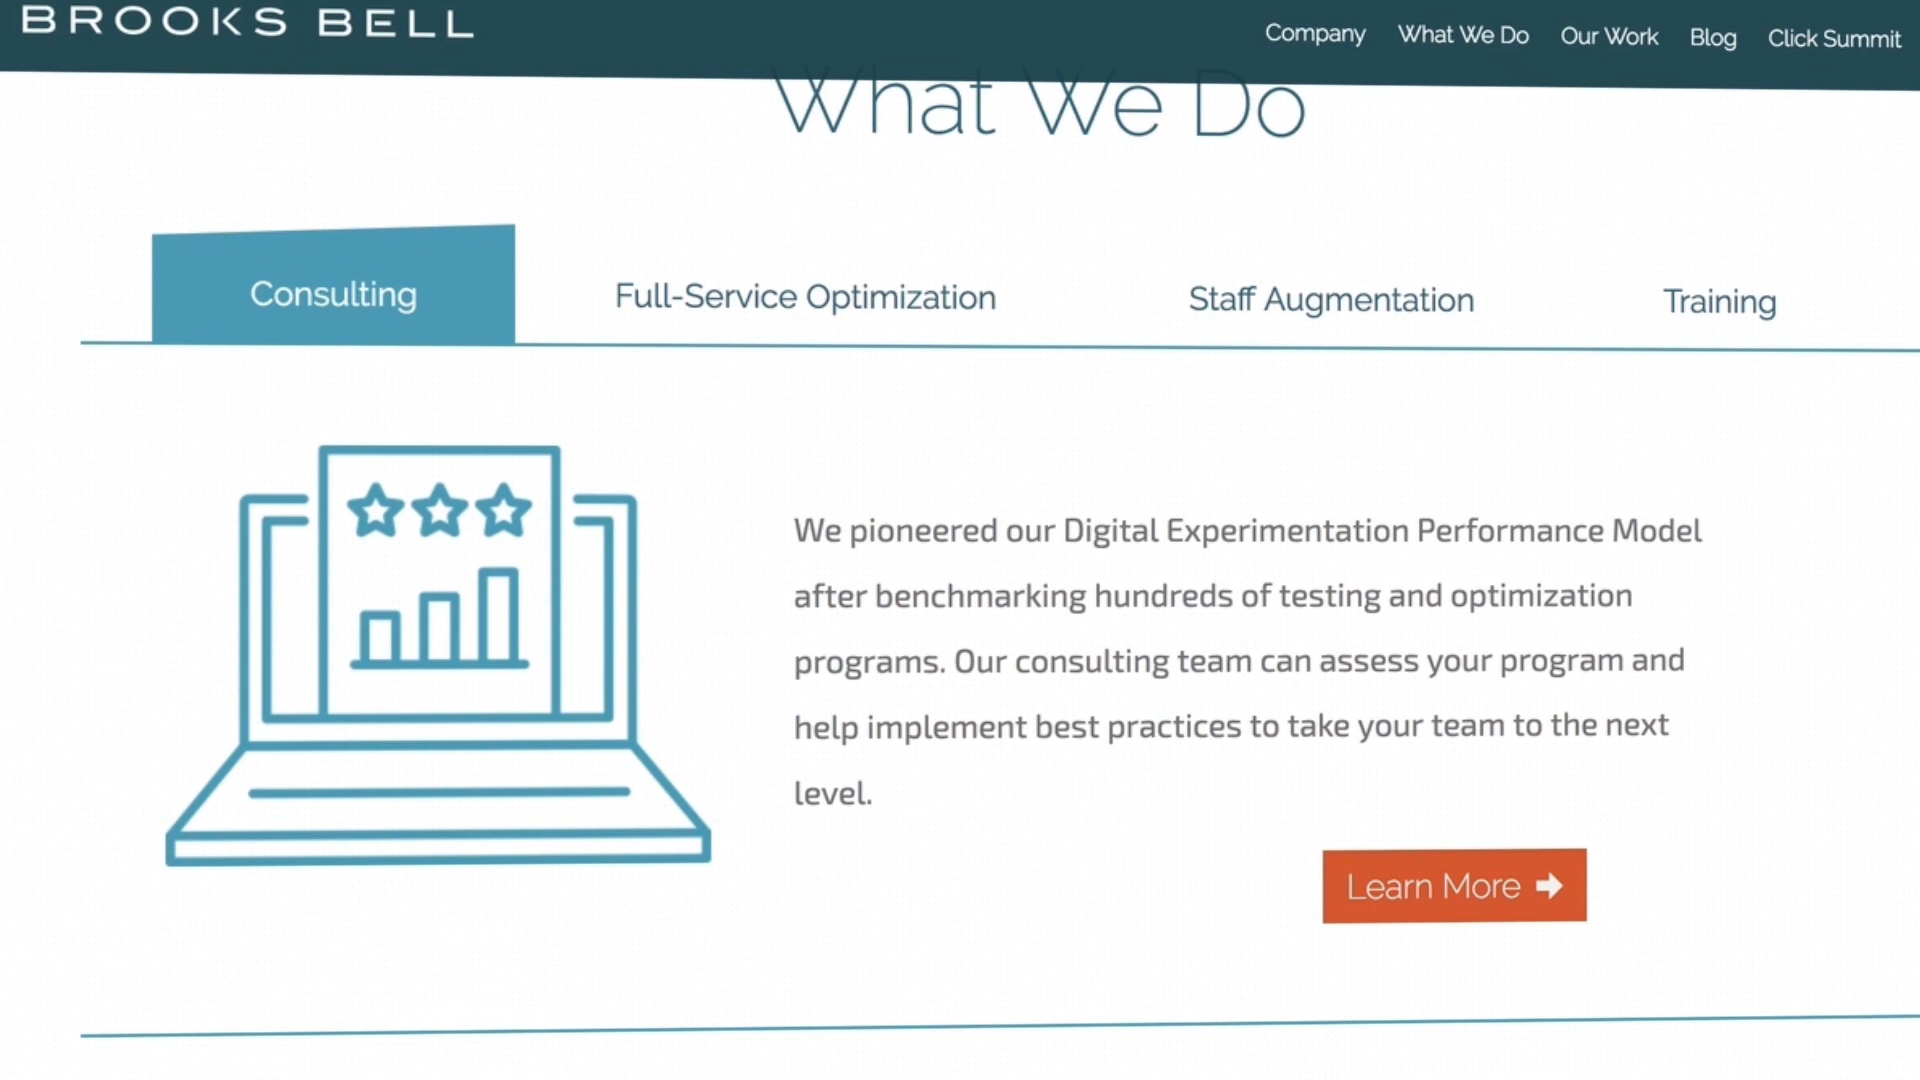 BROOKS BELL
Company What We Do Our Work Blog Click Summit
What We Do
Consulting Full-Service Optimization Staff Augmentation Training
We pioneered our Digital Experimentation Performance Model
after benchmarking hundreds of testing and optimization
programs. Our consulting team can assess your program and
help implement best practices to take your team to the next
level.
Learn More